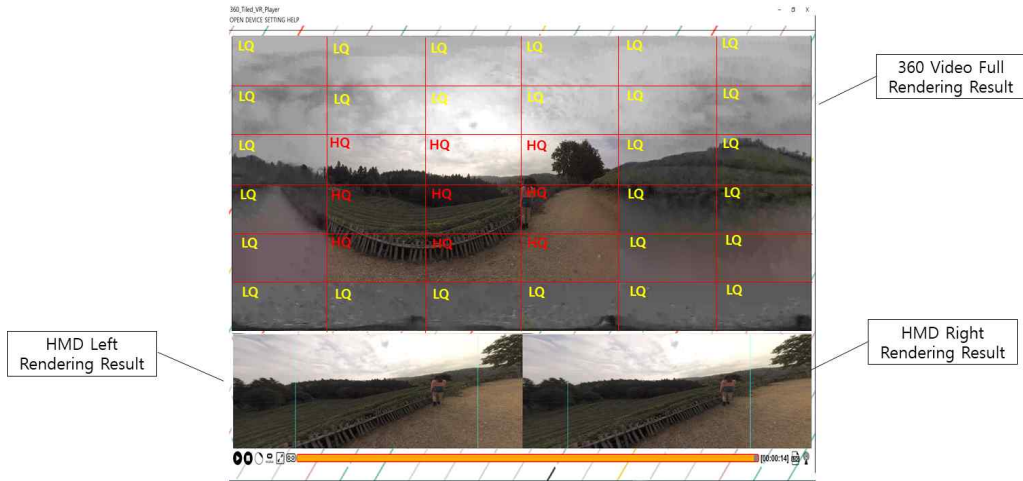 360_Tiled_VR_Player
OPEN DEVICE SETTING HELP
LQ LQ LQ LQ LQ LQ
LQ LQ LQ LQ LQ LQ
LQ HQ HQ HQ LQ LQ
LQ HQ HQ HQ LQ LQ
LQ HQ HQ HQ LQ LQ
LQ LQ LQ LQ LQ LQ
360 Video Full
Rendering Result
HMD Left
Rendering Result
HMD Right
Rendering Result
[00:00:14]